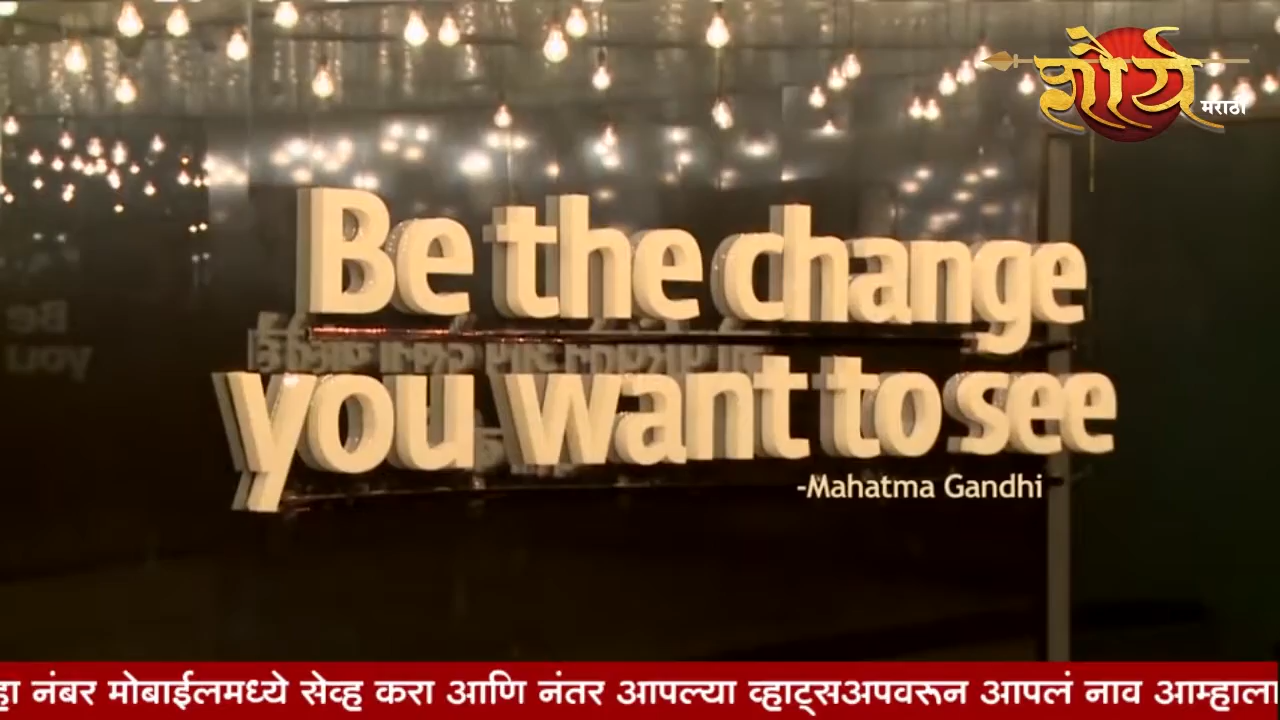 शौर्य
मराठी
Be the change
you want to see
-Mahatma Gandhi
हा नंबर मोबाईलमध्ये सेव्ह करा आणि नंतर आपल्या व्हाट्सअपवरून आपलं नाव आम्हाला